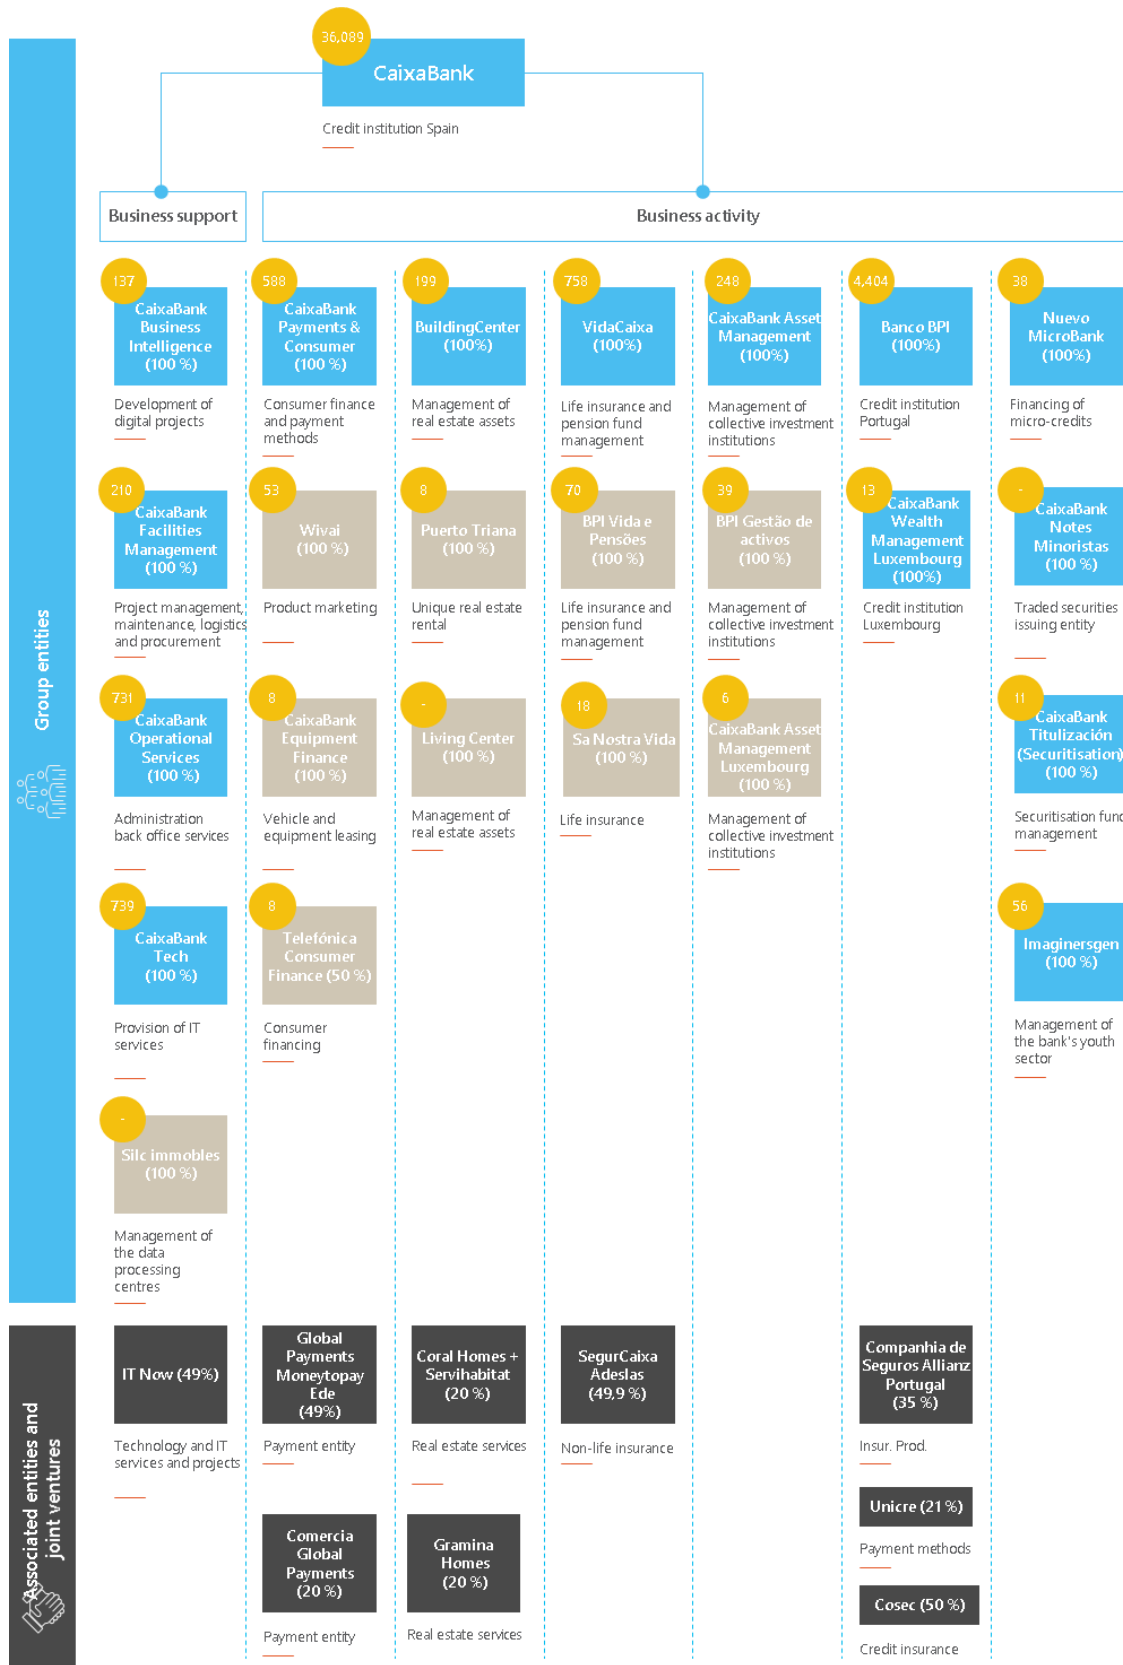 36,089
CaixaBank
Credit institution Spain
Business support
Business activity
Group entities
137
CaixaBank
Business
Intelligence
(100 %)
Development of
digital projects
588
CaixaBank
Payments &
Consumer
(100 %)
Consumer finance
and payment
methods
199
BuildingCenter
(100%)
Management of
real estate assets
758
VidaCaixa
(100%)
Life insurance and
pension fund
management
248
CaixaBank Asset
Management
(100%)
Management of
collective investment
institutions
4,404
Banco BPI
(100%)
Credit institution
Portugal
38
Nuevo
MicroBank
(100%)
Financing of
micro-credits
210
CaixaBank
Facilities
Management
(100 %)
Project management,
maintenance, logistics
and procurement
53
Wivai
(100 %)
Product marketing
8
Puerto Triana
(100 %)
Unique real estate
rental
70
BPI Vida e
Pensões
(100 %)
Life insurance and
pension fund
management
39
BPI Gestão de
activos
(100 %)
Management of
collective investment
institutions
13
CaixaBank
Wealth
Management
Luxembourg
(100%)
Credit institution
Luxembourg
-
CaixaBank
Notes
Minoristas
(100 %)
Traded securities
issuing entity
731
CaixaBank
Operational
Services
(100 %)
Administration
back office services
8
CaixaBank
Equipment
Finance
(100 %)
Vehicle and
equipment leasing
-
Living Center
(100 %)
Management of
real estate assets
18
Sa Nostra Vida
(100 %)
Life insurance
6
CaixaBank Asset
Management
Luxembourg
(100 %)
Management of
collective investment
institutions
11
CaixaBank
Titulización
(Securitisation)
(100 %)
Securitisation fund
management
739
CaixaBank
Tech
(100 %)
Provision of IT
services
8
Telefónica
Consumer
Finance (50 %)
Consumer
financing
56
Imaginersgen
(100 %)
Management of
the bank's youth
sector
-
Silc immobles
(100 %)
Management of
the data
processing
centres
Associated entities and
joint ventures
IT Now (49%)
Technology and IT
services and projects
Global
Payments
Moneytopay
Ede
(49%)
Payment entity
Coral Homes +
Servihabitat
(20 %)
Real estate services
SegurCaixa
Adeslas
(49,9 %)
Non-life insurance
Companhia de
Seguros Allianz
Portugal
(35 %)
Insur. Prod.
Unicre (21 %)
Payment methods
Comercia
Global
Payments
(20 %)
Payment entity
Gramina
Homes
(20 %)
Real estate services
Cosec (50 %)
Credit insurance